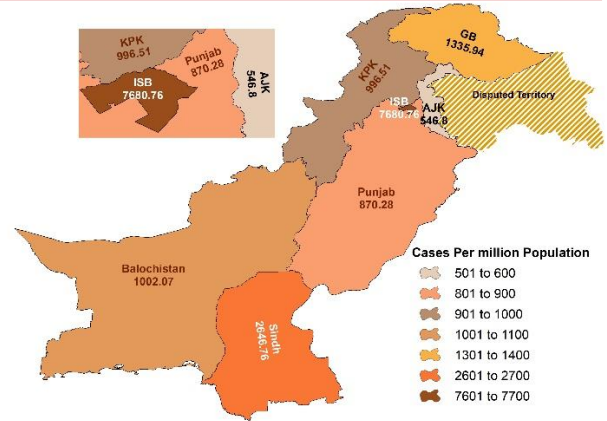 KPK
996.51
Punjab
870.28
ISB
7680.76
AJK
546.8
GB
1335.94
KPK
996.51
ISB
7680.76
AJK
546.8
Disputed Territory
Punjab
870.28
Balochistan
1002.07
Sindh
2646.76
Cases Per million Population
501 to 600
801 to 900
901 to 1000
1001 to 1100
1301 to 1400
2601 to 2700
7601 to 7700